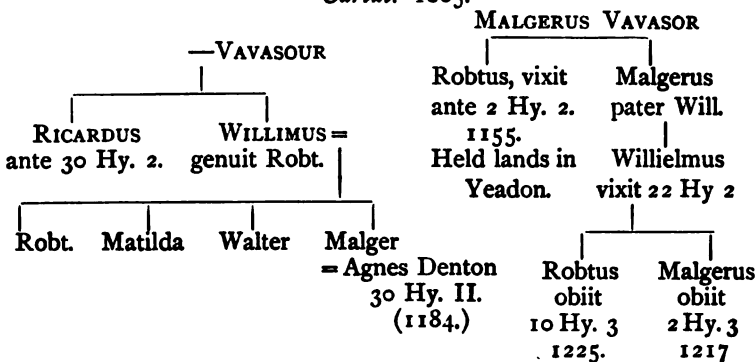 Malgerus Vavasor
—Vavasour
Ricardus
ante 30 Hy. 2.
Willimus =
genuit Robt.
Robt. Matilda Walter Malger
= Agnes Denton
30 Hy. II.
(1184.)
Robtus, vixit
ante 2 Hy. 2.
1155.
Held lands in
Yeadon.
Malgerus
pater Will.
Willielmus
vixit 22 Hy 2
Robtus
obiit
10 Hy. 3
1225.
Malgerus
obiit
2 Hy. 3
1217